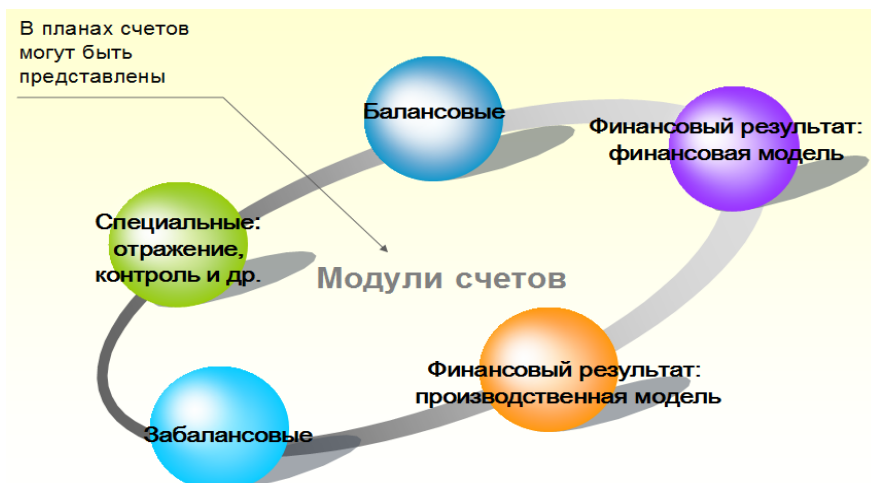 В планах счетов
могут быть
представлены
Балансовые
Финансовый результат:
финансовая модель
Специальные:
отражение,
контроль и др.
Модули счетов
Финансовый результат:
производственная модель
Забалансовые